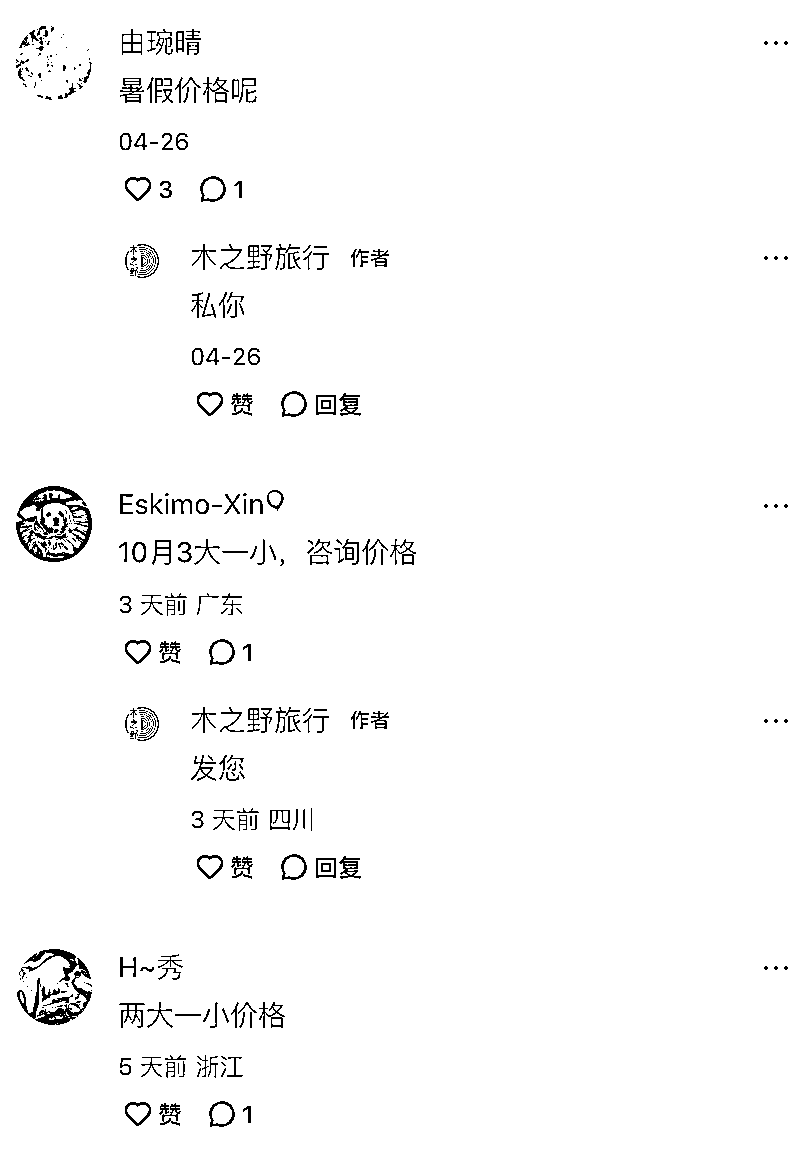 由琬晴
暑假价格呢
04-26
3 1
木之野旅行 作者
私你
04-26
赞 回复
Eskimo-Xin
10月3大一小，咨询价格
3 天前 广东
赞 1
木之野旅行 作者
发您
3 天前 四川
赞 回复
H~秀
两大一小价格
5 天前 浙江
赞 1